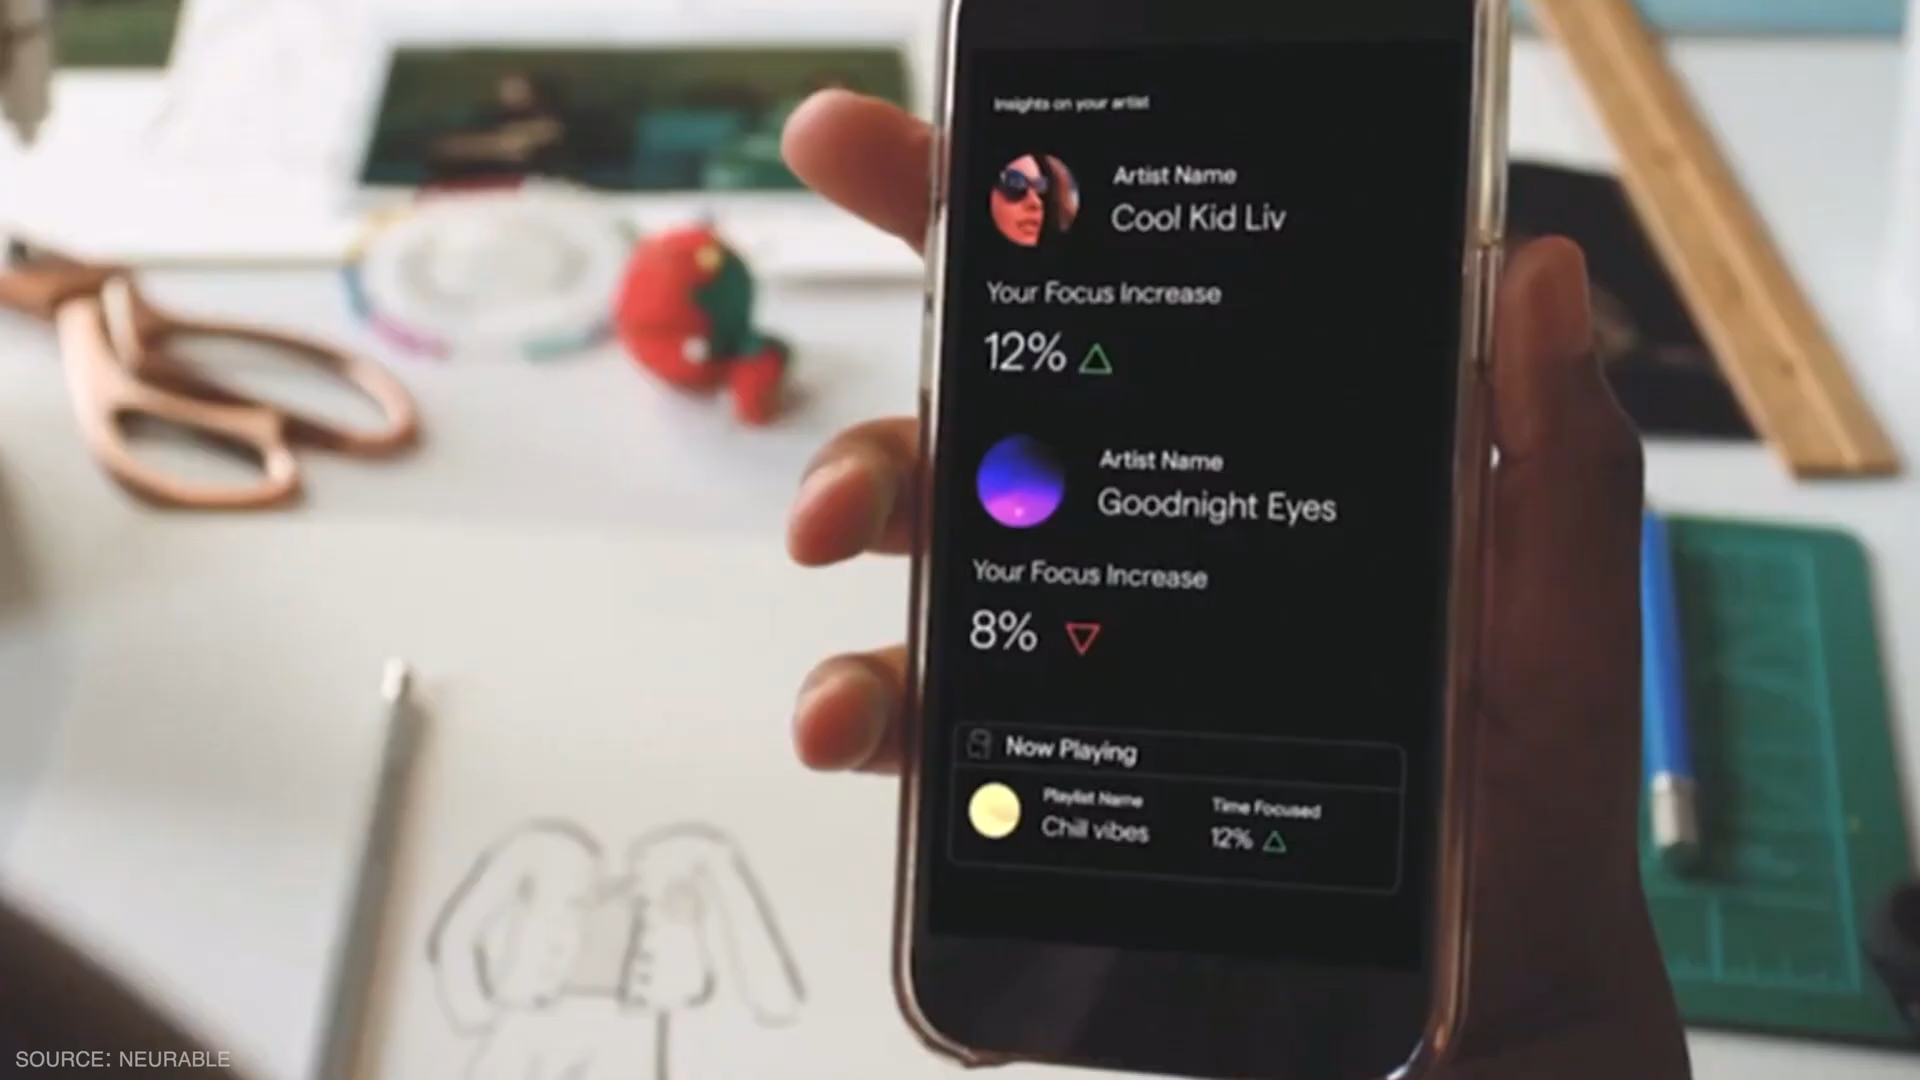 Insights on your artist
Artist Name
Cool Kid Liv
Your Focus Increase
12%
Artist Name
Goodnight Eyes
Your Focus Increase
8%
Now Playing
Playlist Name
Chill vibes
Time Focused
12%
SOURCE: NEURABLE